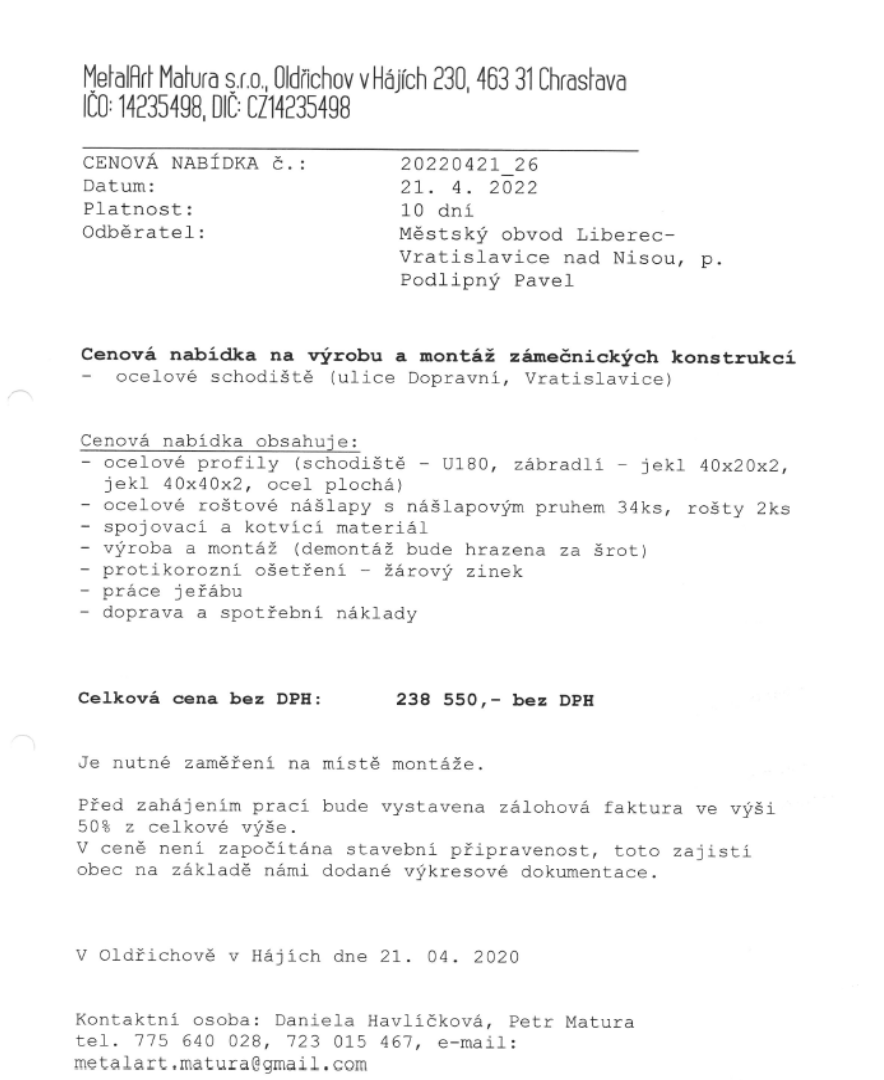 MetalArt Matura s.r.o., Oldřichov v Hájích 230, 463 31 Chrastava
IČO: 14235498, DIČ: CZ14235498
CENOVÁ NABÍDKA č.: 20220421_26
Datum: 21. 4. 2022
Platnost: 10 dní
Odběratel: Městský obvod Liberec-
Vratislavice nad Nisou, p.
Podlipný Pavel
Cenová nabídka na výrobu a montáž zámečnických konstrukcí
- ocelové schodiště (ulice Dopravní, Vratislavice)
Cenová nabídka obsahuje:
- ocelové profily (schodiště - U180, zábradlí - jekl 40x20x2,
jekl 40x40x2, ocel plochá)
- ocelové roštové nášlapy s nášlapovým pruhem 34ks, rošty 2ks
- spojovací a kotvící materiál
- výroba a montáž (demontáž bude hrazena za šrot)
- protikorozní ošetření - žárový zinek
- práce jeřábu
- doprava a spotřební náklady
Celková cena bez DPH: 238 550,- bez DPH
Je nutné zaměření na místě montáže.
Před zahájením prací bude vystavena zálohová faktura ve výši
50% z celkové výše.
V ceně není započítána stavební připravenost, toto zajistí
obec na základě námi dodané výkresové dokumentace.
V Oldřichově v Hájích dne 21. 04. 2020
Kontaktní osoba: Daniela Havlíčková, Petr Matura
tel. 775 640 028, 723 015 467, e-mail:
metalart.matura@gmail.com